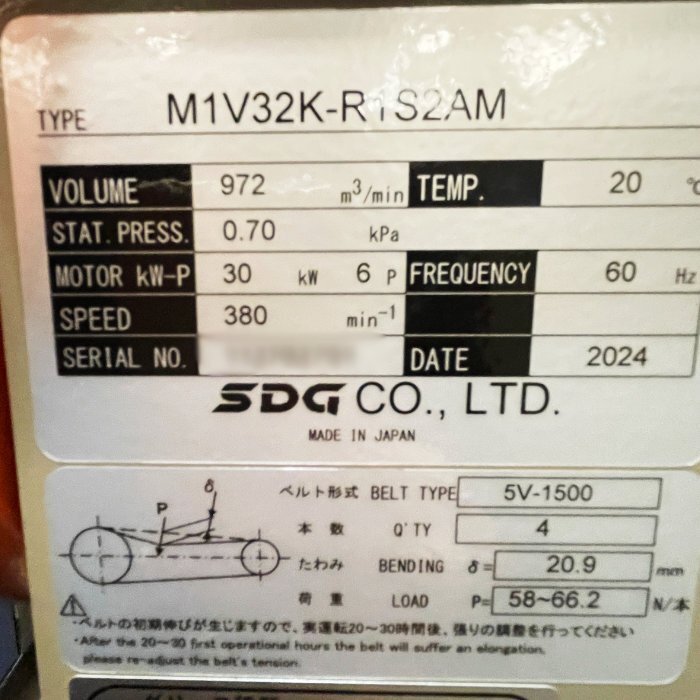 TYPE M1V32K-R1S2AM
VOLUME 972 m³/min TEMP. 20 °C
STAT. PRESS. 0.70 kPa
MOTOR kW-P 30 kW 6 P FREQUENCY 60 Hz
SPEED 380 min⁻¹
SERIAL NO. DATE 2024
SDG CO., LTD.
MADE IN JAPAN
δ
P
ベルト形式 BELT TYPE 5V-1500
本数 Q'TY 4
たわみ BENDING δ= 20.9 mm
荷重 LOAD P= 58~66.2 N/本
・ベルトの初期伸びが生じますので、実運転20~30時間後、張りの調整を行ってください
・After the 20~30 first operational hours the belt will suffer an elongation,
please re-adjust the belt's tension.